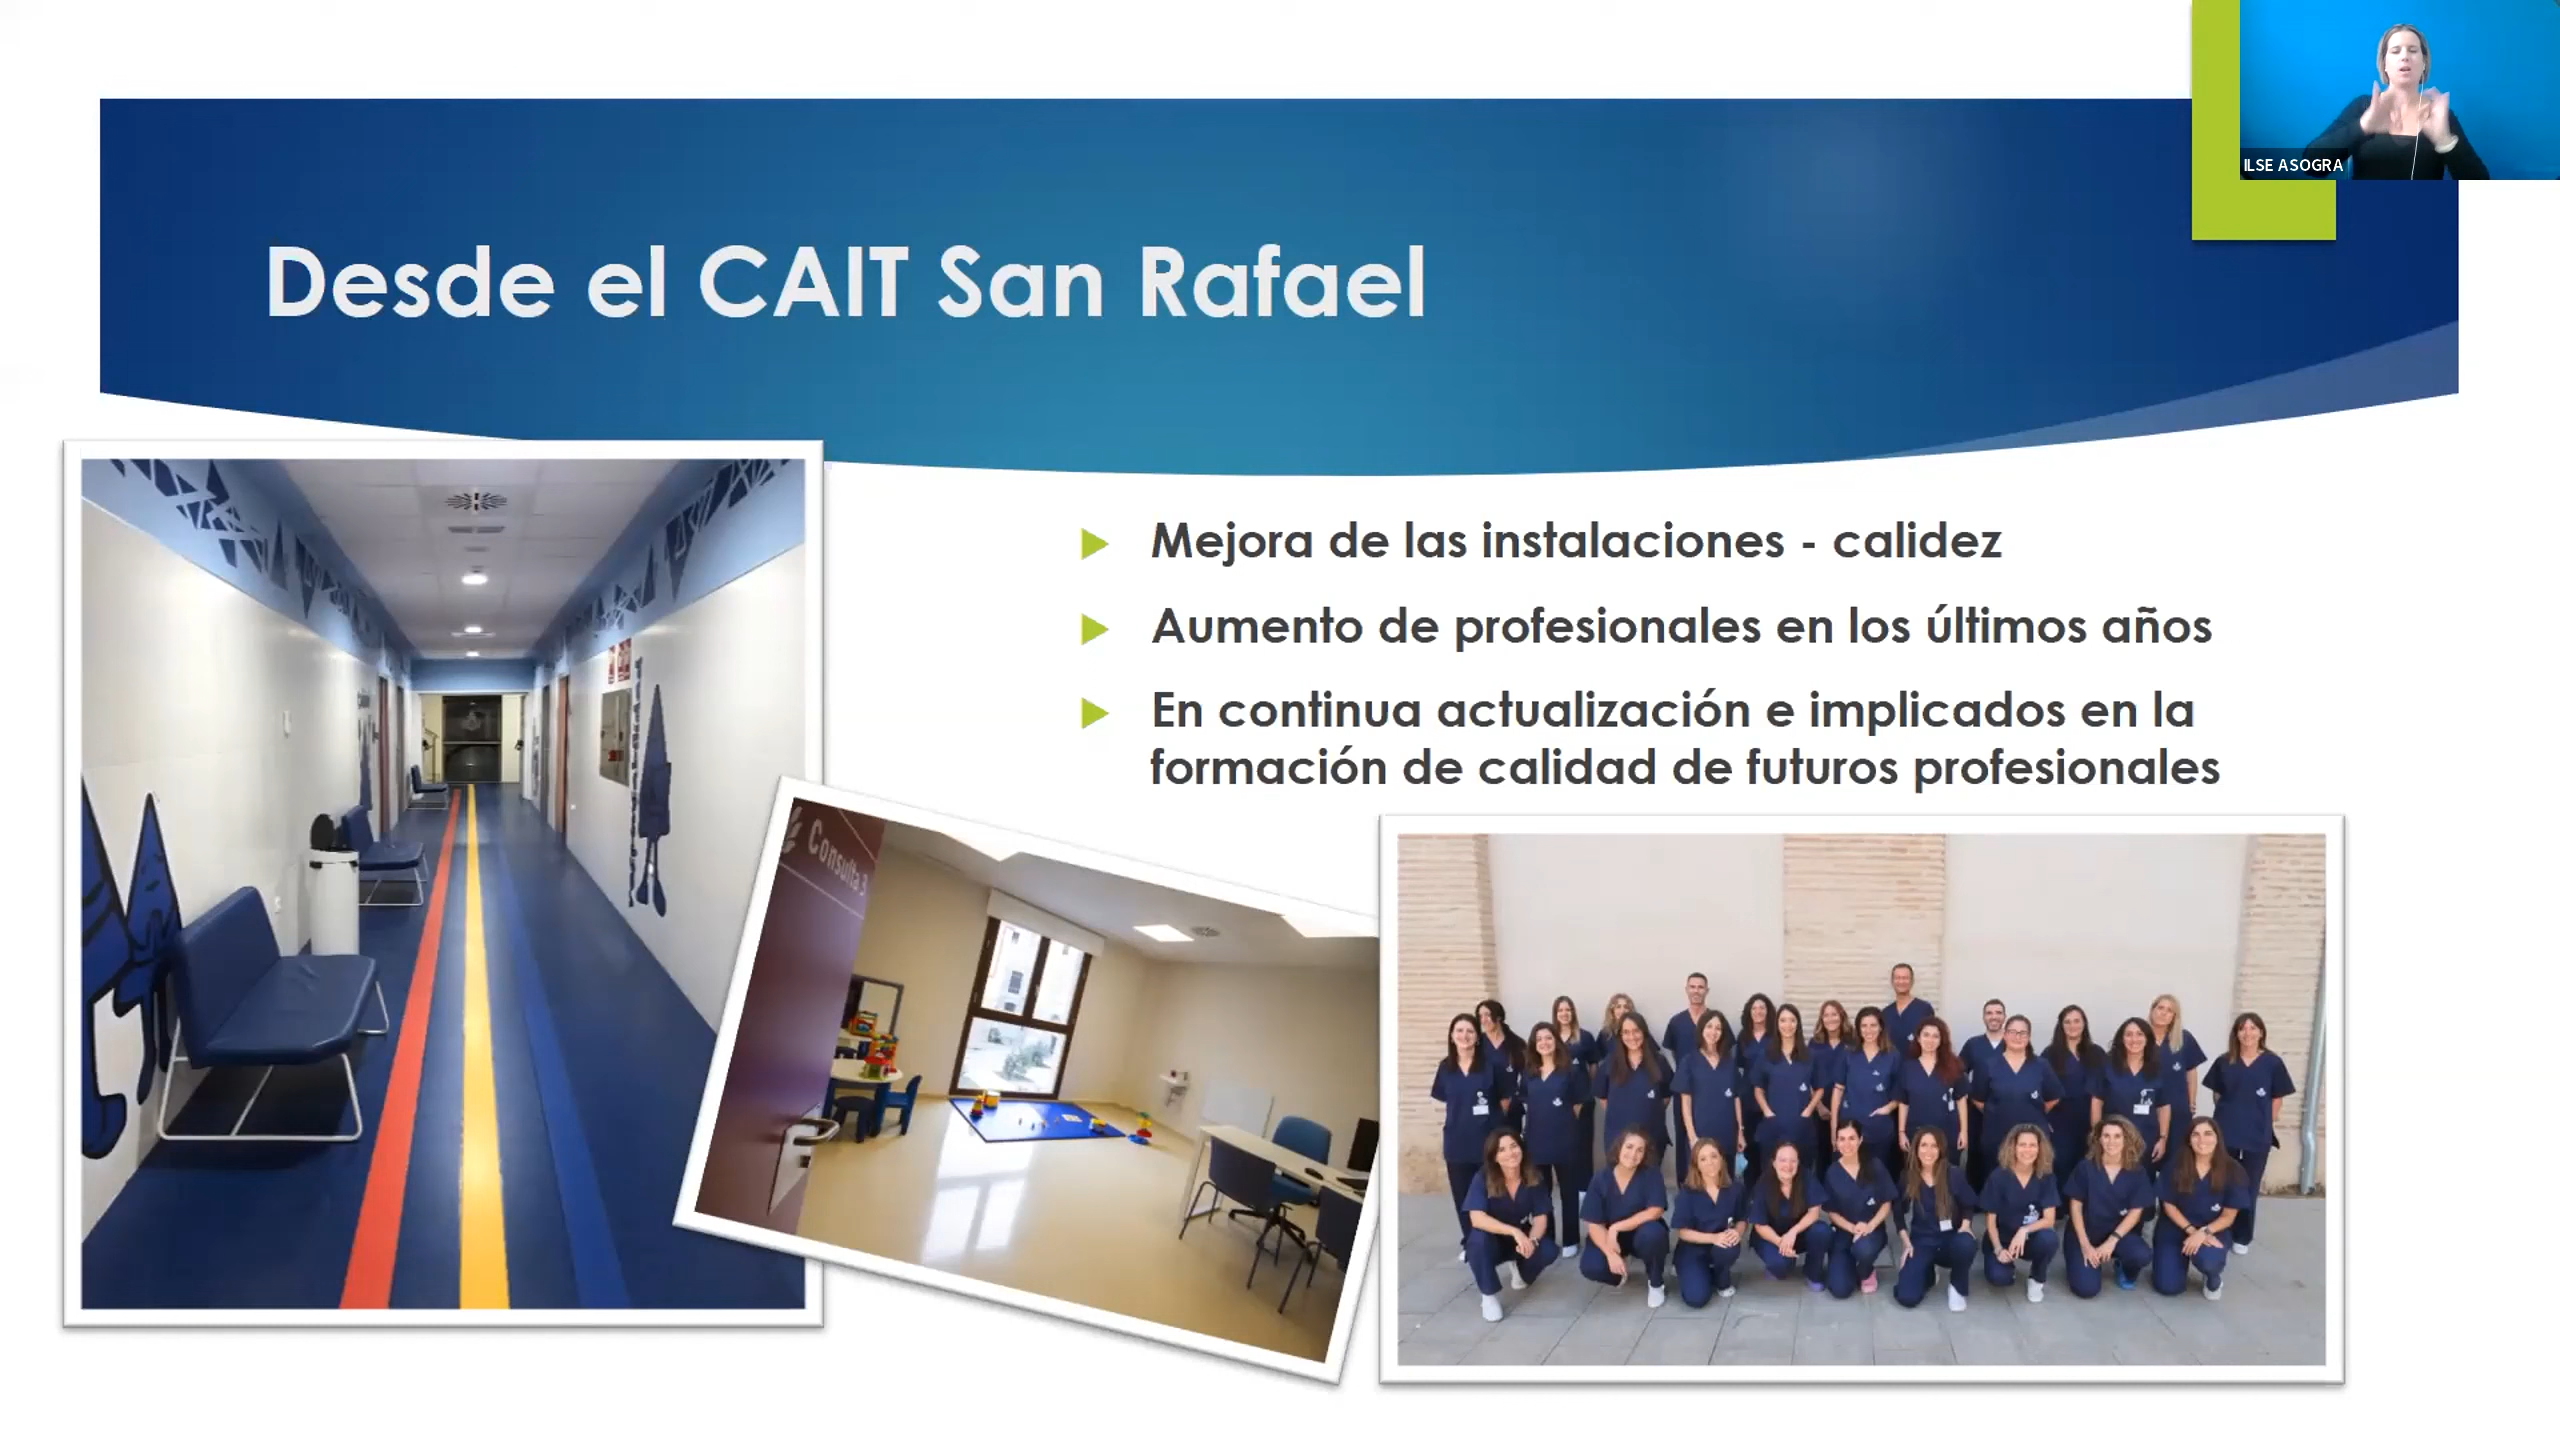 ILSE ASOGRA
Desde el CAIT San Rafael
Mejora de las instalaciones - calidez
Aumento de profesionales en los últimos años
En continua actualización e implicados en la
formación de calidad de futuros profesionales
Consulta 3